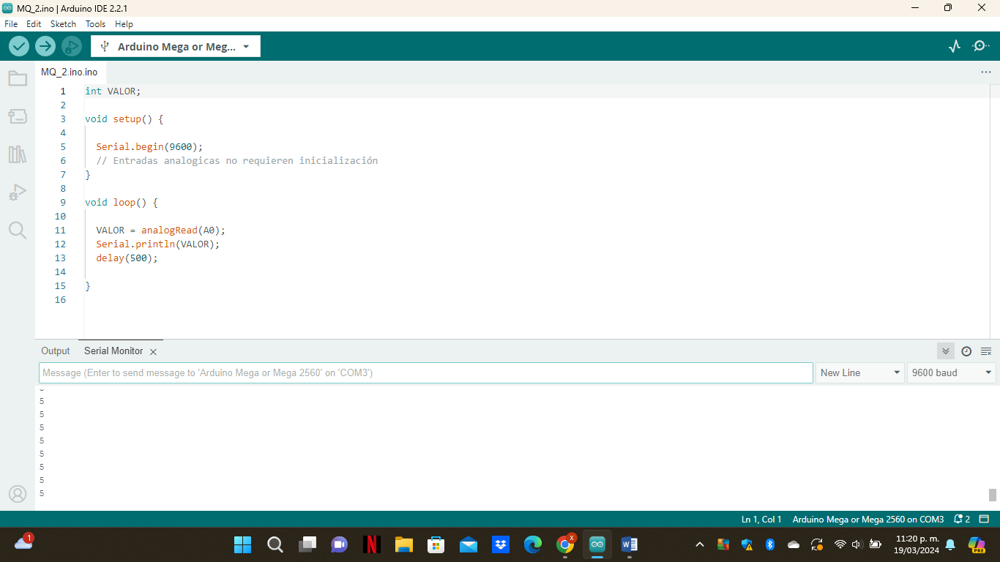 MQ_2.ino | Arduino IDE 2.2.1
File Edit Sketch Tools Help
Arduino Mega or Meg...
MQ_2.ino.ino
1 int VALOR;
2
3 void setup() {
4
5 Serial.begin(9600);
6 // Entradas analogicas no requieren inicialización
7 }
8
9 void loop() {
10
11 VALOR = analogRead(A0);
12 Serial.println(VALOR);
13 delay(500);
14
15 }
16
Output Serial Monitor
Message (Enter to send message to 'Arduino Mega or Mega 2560' on 'COM3') New Line 9600 baud
5
5
5
5
5
5
5
5
Ln 1, Col 1 Arduino Mega or Mega 2560 on COM3 2
1 N X W 11:20 p. m. PRE
19/03/2024